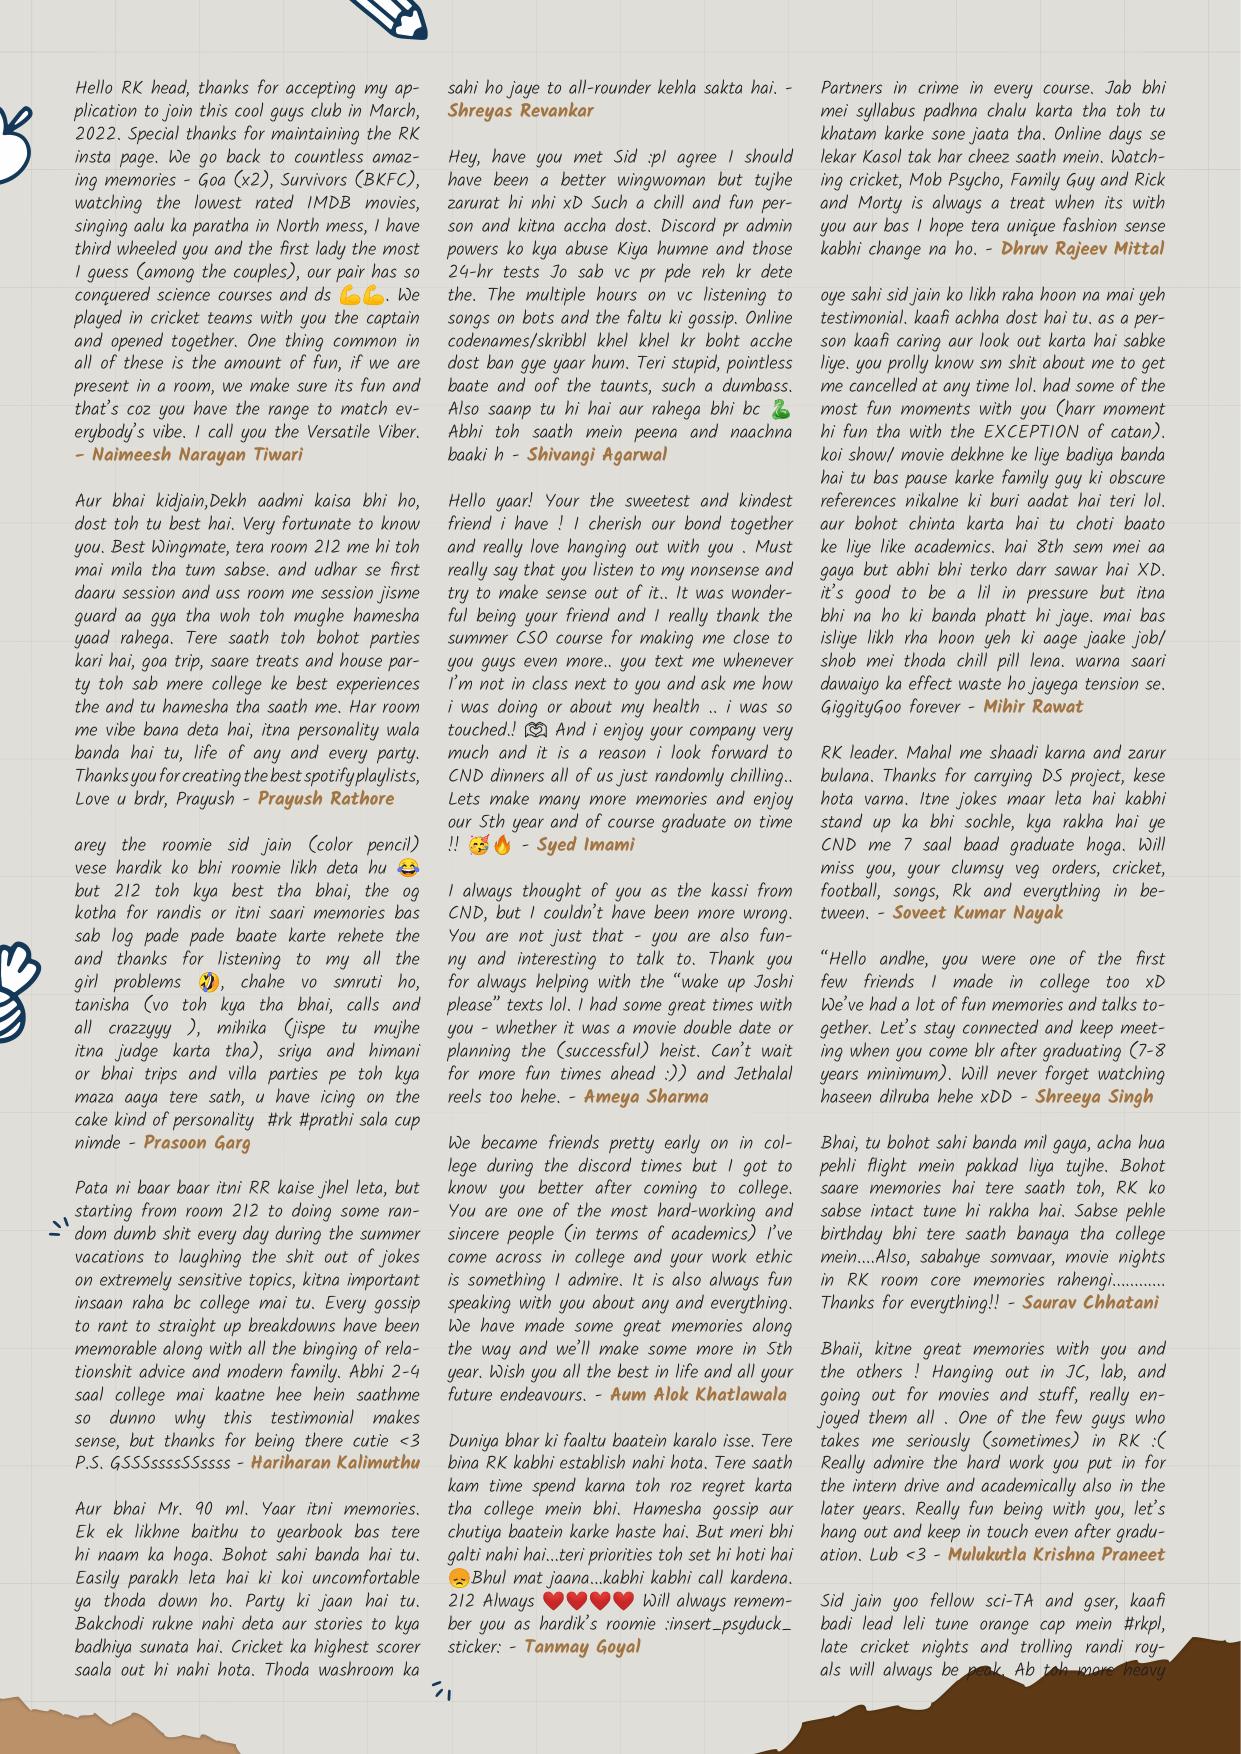 Hello RK head, thanks for accepting my ap-
plication to join this cool guys club in March,
2022. Special thanks for maintaining the RK
insta page. We go back to countless amaz-
ing memories - Goa (x2), Survivors (BKFC),
watching the lowest rated IMDB movies,
singing aalu ka paratha in North mess, I have
third wheeled you and the first lady the most
I guess (among the couples), our pair has so
conquered science courses and ds 💪💪. We
played in cricket teams with you the captain
and opened together. One thing common in
all of these is the amount of fun, if we are
present in a room, we make sure its fun and
that's coz you have the range to match ev-
erybody's vibe. I call you the Versatile Viber.
– Naimeesh Narayan Tiwari
Aur bhai kidjain,Dekh aadmi kaisa bhi ho,
dost toh tu best hai. Very fortunate to know
you. Best Wingmate, tera room 212 me hi toh
mai mila tha tum sabse. and udhar se first
daaru session and uss room me session jisme
guard aa gya tha woh toh mughe hamesha
yaad rahega. Tere saath toh bohot parties
kari hai, goa trip, saare treats and house par-
ty toh sab mere college ke best experiences
the and tu hamesha tha saath me. Har room
me vibe bana deta hai, itna personality wala
banda hai tu, life of any and every party.
Thanks you for creating the best spotify playlists,
Love u brdr, Prayush - Prayush Rathore
arey the roomie sid jain (color pencil)
vese hardik ko bhi roomie likh deta hu 😂
but 212 toh kya best tha bhai, the og
kotha for randis or itni saari memories bas
sab log pade pade baate karte rehete the
and thanks for listening to my all the
girl problems 🤣, chahe vo smruti ho,
tanisha (vo toh kya tha bhai, calls and
all crazzyyy ), mihika (jispe tu mujhe
itna judge karta tha), sriya and himani
or bhai trips and villa parties pe toh kya
maza aaya tere sath, u have icing on the
cake kind of personality #rk #prathi sala cup
nimde - Prasoon Garg
Pata ni baar baar itni RR kaise jhel leta, but
starting from room 212 to doing some ran-
dom dumb shit every day during the summer
vacations to laughing the shit out of jokes
on extremely sensitive topics, kitna important
insaan raha bc college mai tu. Every gossip
to rant to straight up breakdowns have been
memorable along with all the binging of rela-
tionshit advice and modern family. Abhi 2-4
saal college mai kaatne hee hein saathme
so dunno why this testimonial makes
sense, but thanks for being there cutie <3
P.S. GSSSssssSSssss - Hariharan Kalimuthu
Aur bhai Mr. 90 ml. Yaar itni memories.
Ek ek likhne baithu to yearbook bas tere
hi naam ka hoga. Bohot sahi banda hai tu.
Easily parakh leta hai ki koi uncomfortable
ya thoda down ho. Party ki jaan hai tu.
Bakchodi rukne nahi deta aur stories to kya
badhiya sunata hai. Cricket ka highest scorer
saala out hi nahi hota. Thoda washroom ka
sahi ho jaye to all-rounder kehla sakta hai. -
Shreyas Revankar
Hey, have you met Sid :pI agree I should
have been a better wingwoman but tujhe
zarurat hi nhi xD Such a chill and fun per-
son and kitna accha dost. Discord pr admin
powers ko kya abuse Kiya humne and those
24-hr tests Jo sab vc pr pde reh kr dete
the. The multiple hours on vc listening to
songs on bots and the faltu ki gossip. Online
codenames/skribbl khel khel kr boht acche
dost ban gye yaar hum. Teri stupid, pointless
baate and oof the taunts, such a dumbass.
Also saanp tu hi hai aur rahega bhi bc 🐍
Abhi toh saath mein peena and naachna
baaki h - Shivangi Agarwal
Hello yaar! Your the sweetest and kindest
friend i have ! I cherish our bond together
and really love hanging out with you . Must
really say that you listen to my nonsense and
try to make sense out of it.. It was wonder-
ful being your friend and I really thank the
summer CSO course for making me close to
you guys even more.. you text me whenever
I'm not in class next to you and ask me how
i was doing or about my health .. i was so
touched.! 🫶 And i enjoy your company very
much and it is a reason i look forward to
CND dinners all of us just randomly chilling..
Lets make many more memories and enjoy
our 5th year and of course graduate on time
!! 🥳🔥 - Syed Imami
I always thought of you as the kassi from
CND, but I couldn't have been more wrong.
You are not just that - you are also fun-
ny and interesting to talk to. Thank you
for always helping with the "wake up Joshi
please" texts lol. I had some great times with
you - whether it was a movie double date or
planning the (successful) heist. Can't wait
for more fun times ahead :)) and Jethalal
reels too hehe. - Ameya Sharma
We became friends pretty early on in col-
lege during the discord times but I got to
know you better after coming to college.
You are one of the most hard-working and
sincere people (in terms of academics) I've
come across in college and your work ethic
is something I admire. It is also always fun
speaking with you about any and everything.
We have made some great memories along
the way and we'll make some more in 5th
year. Wish you all the best in life and all your
future endeavours. - Aum Alok Khatlawala
Duniya bhar ki faaltu baatein karalo isse. Tere
bina RK kabhi establish nahi hota. Tere saath
kam time spend karna toh roz regret karta
tha college mein bhi. Hamesha gossip aur
chutiya baatein karke haste hai. But meri bhi
galti nahi hai...teri priorities toh set hi hoti hai
😞Bhul mat jaana...kabhi kabhi call kardena.
212 Always ❤️❤️❤️❤️ Will always remem-
ber you as hardik's roomie :insert_psyduck_
sticker: - Tanmay Goyal
Partners in crime in every course. Jab bhi
mei syllabus padhna chalu karta tha toh tu
khatam karke sone jaata tha. Online days se
lekar Kasol tak har cheez saath mein. Watch-
ing cricket, Mob Psycho, Family Guy and Rick
and Morty is always a treat when its with
you aur bas I hope tera unique fashion sense
kabhi change na ho. - Dhruv Rajeev Mittal
oye sahi sid jain ko likh raha hoon na mai yeh
testimonial. kaafi achha dost hai tu. as a per-
son kaafi caring aur look out karta hai sabke
liye. you prolly know sm shit about me to get
me cancelled at any time lol. had some of the
most fun moments with you (harr moment
hi fun tha with the EXCEPTION of catan).
koi show/ movie dekhne ke liye badiya banda
hai tu bas pause karke family guy ki obscure
references nikalne ki buri aadat hai teri lol.
aur bohot chinta karta hai tu choti baato
ke liye like academics. hai 8th sem mei aa
gaya but abhi bhi terko darr sawar hai XD.
it's good to be a lil in pressure but itna
bhi na ho ki banda phatt hi jaye. mai bas
isliye likh rha hoon yeh ki aage jaake job/
shob mei thoda chill pill lena. warna saari
dawaiyo ka effect waste ho jayega tension se.
GiggityGoo forever - Mihir Rawat
RK leader. Mahal me shaadi karna and zarur
bulana. Thanks for carrying DS project, kese
hota varna. Itne jokes maar leta hai kabhi
stand up ka bhi sochle, kya rakha hai ye
CND me 7 saal baad graduate hoga. Will
miss you, your clumsy veg orders, cricket,
football, songs, Rk and everything in be-
tween. - Soveet Kumar Nayak
"Hello andhe, you were one of the first
few friends I made in college too xD
We've had a lot of fun memories and talks to-
gether. Let's stay connected and keep meet-
ing when you come blr after graduating (7-8
years minimum). Will never forget watching
haseen dilruba hehe xDD - Shreeya Singh
Bhai, tu bohot sahi banda mil gaya, acha hua
pehli flight mein pakkad liya tujhe. Bohot
saare memories hai tere saath toh, RK ko
sabse intact tune hi rakha hai. Sabse pehle
birthday bhi tere saath banaya tha college
mein....Also, sabahye somvaar, movie nights
in RK room core memories rahengi............
Thanks for everything!! - Saurav Chhatani
Bhaii, kitne great memories with you and
the others ! Hanging out in JC, lab, and
going out for movies and stuff, really en-
joyed them all . One of the few guys who
takes me seriously (sometimes) in RK :(
Really admire the hard work you put in for
the intern drive and academically also in the
later years. Really fun being with you, let's
hang out and keep in touch even after gradu-
ation. Lub <3 - Mulukutla Krishna Praneet
Sid jain yoo fellow sci-TA and gser, kaafi
badi lead leli tune orange cap mein #rkpl,
late cricket nights and trolling randi roy-
als will always be peak. Ab toh more heavy